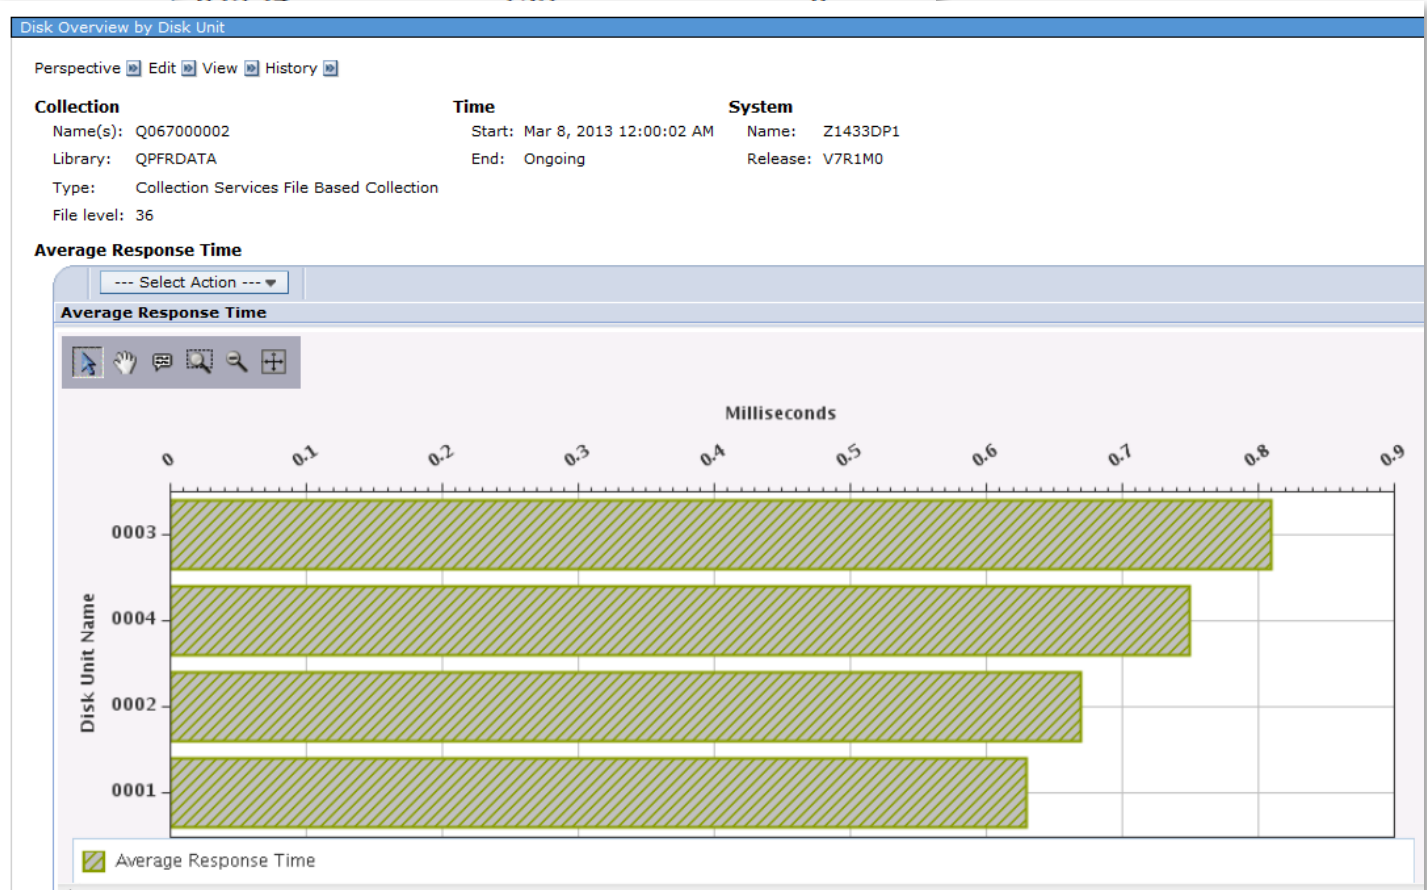 Disk Overview by Disk Unit
Perspective Edit View History
Collection Time System
Name(s): Q067000002 Start: Mar 8, 2013 12:00:02 AM Name: Z1433DP1
Library: QPFRDATA End: Ongoing Release: V7R1M0
Type: Collection Services File Based Collection
File level: 36
Average Response Time
--- Select Action ---
Average Response Time
Milliseconds
0 0.1 0.2 0.3 0.4 0.5 0.6 0.7 0.8 0.9
Disk Unit Name
0003
0004
0002
0001
Average Response Time